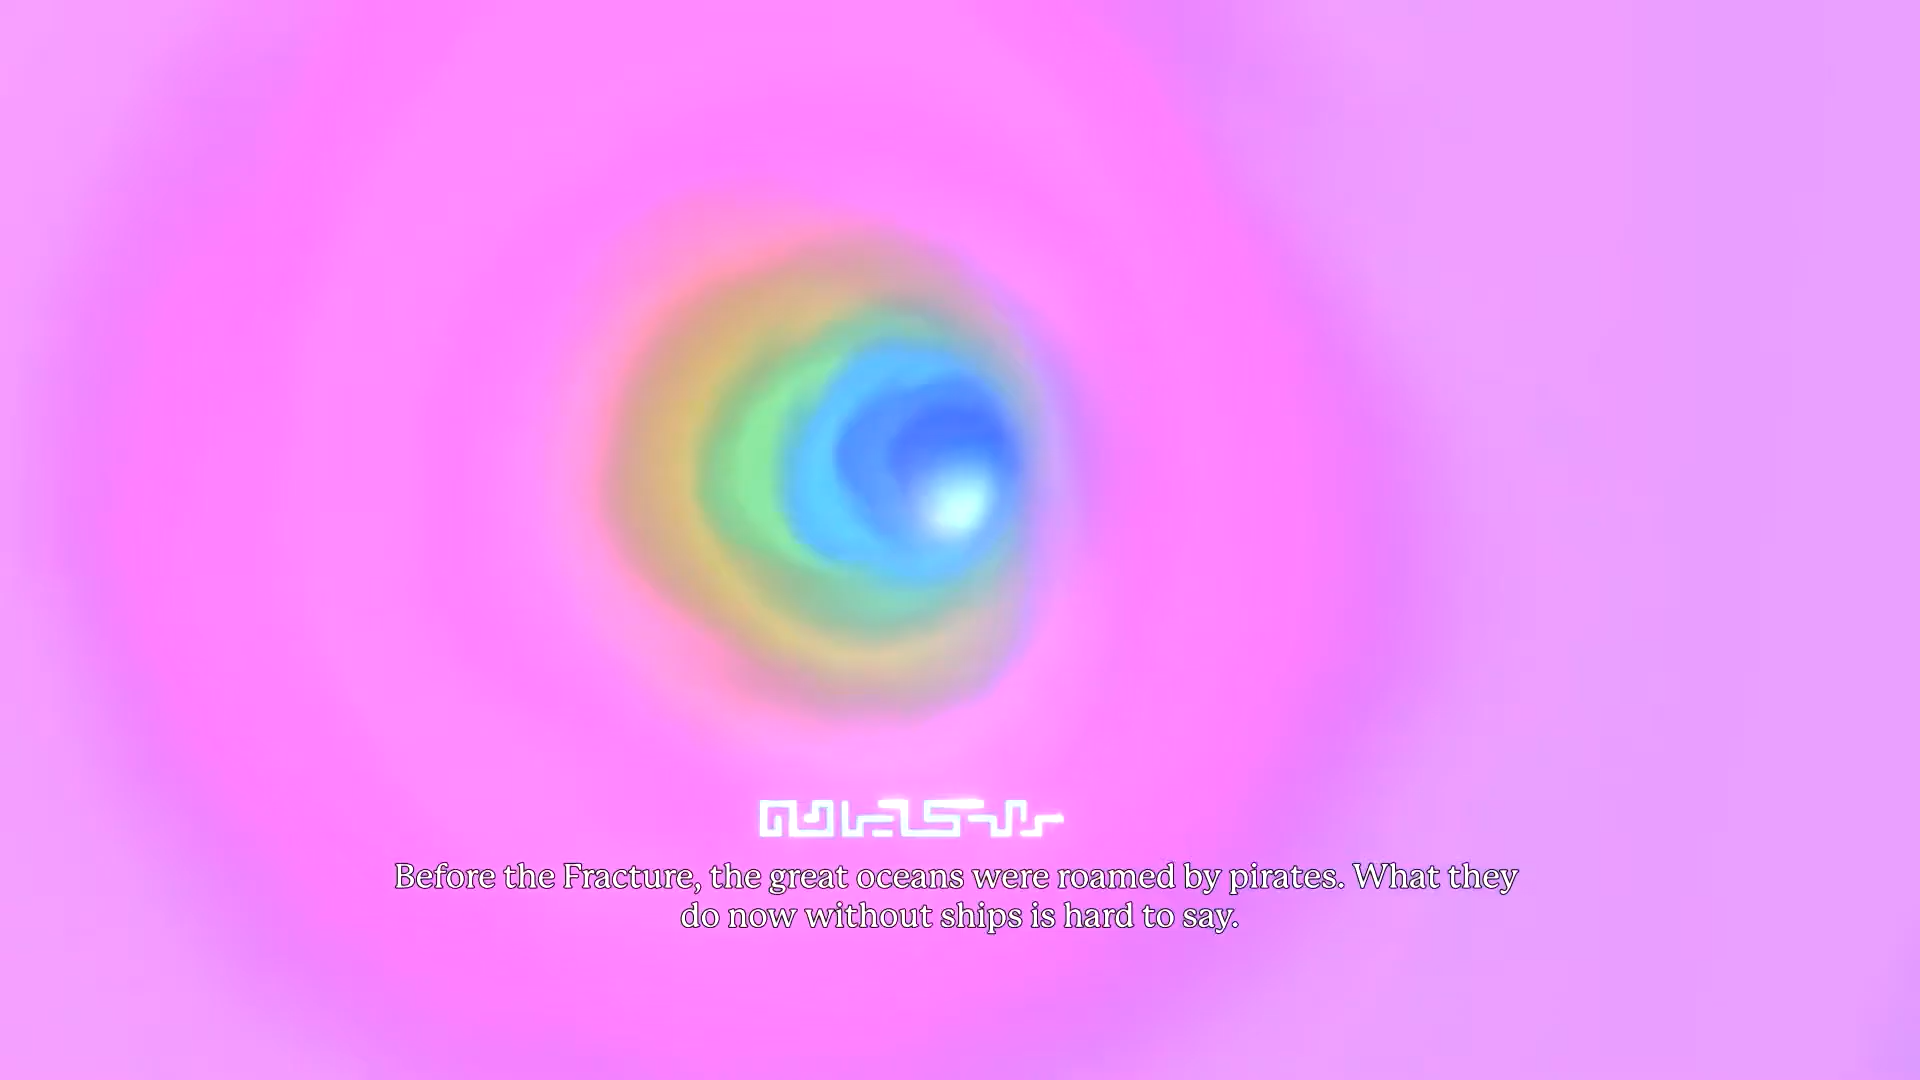 Before the Fracture, the great oceans were roamed by pirates. What they
do now without ships is hard to say.